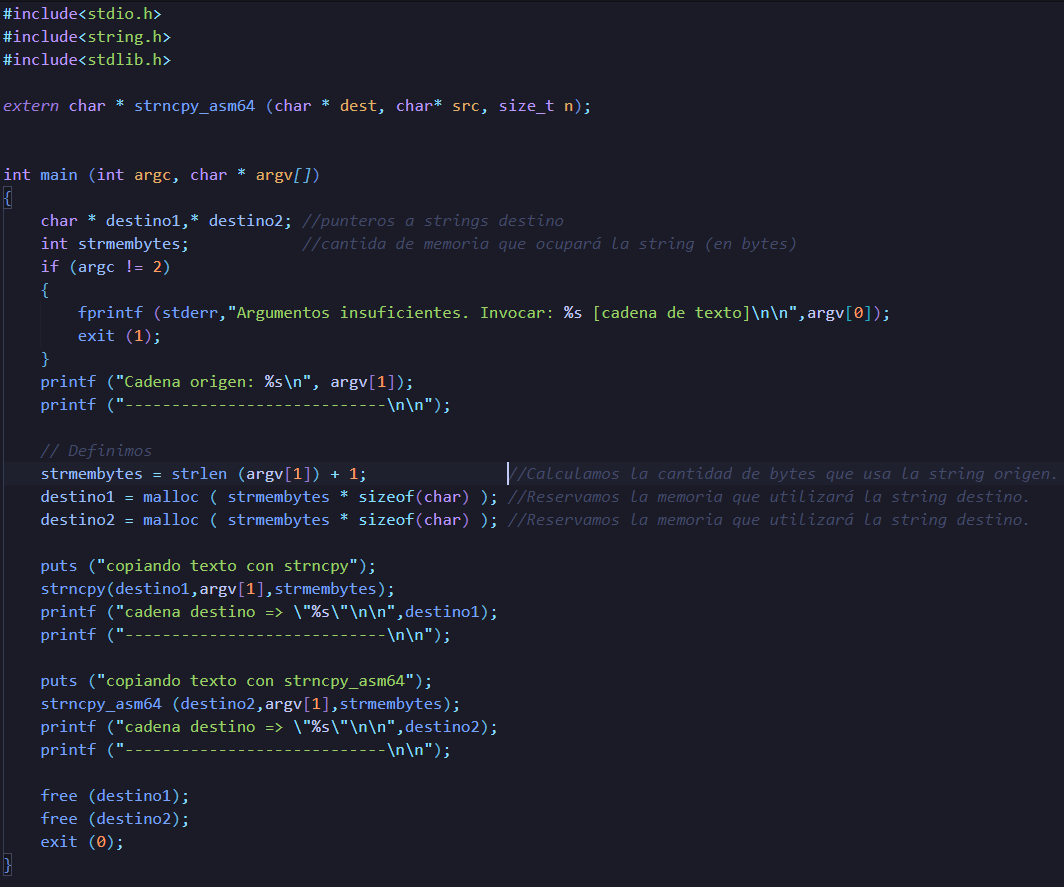 #include<stdio.h>
#include<string.h>
#include<stdlib.h>
extern char * strncpy_asm64 (char * dest, char* src, size_t n);
int main (int argc, char * argv[])
{
char * destino1,* destino2; //punteros a strings destino
int strmembytes; //cantida de memoria que ocupará la string (en bytes)
if (argc != 2)
{
fprintf (stderr,"Argumentos insuficientes. Invocar: %s [cadena de texto]\n\n",argv[0]);
exit (1);
}
printf ("Cadena origen: %s\n", argv[1]);
printf ("----------------------------\n\n");
// Definimos
strmembytes = strlen (argv[1]) + 1; //Calculamos la cantidad de bytes que usa la string origen.
destino1 = malloc ( strmembytes * sizeof(char) ); //Reservamos la memoria que utilizará la string destino.
destino2 = malloc ( strmembytes * sizeof(char) ); //Reservamos la memoria que utilizará la string destino.
puts ("copiando texto con strncpy");
strncpy(destino1,argv[1],strmembytes);
printf ("cadena destino => \"%s\"\n\n",destino1);
printf ("----------------------------\n\n");
puts ("copiando texto con strncpy_asm64");
strncpy_asm64 (destino2,argv[1],strmembytes);
printf ("cadena destino => \"%s\"\n\n",destino2);
printf ("----------------------------\n\n");
free (destino1);
free (destino2);
exit (0);
}